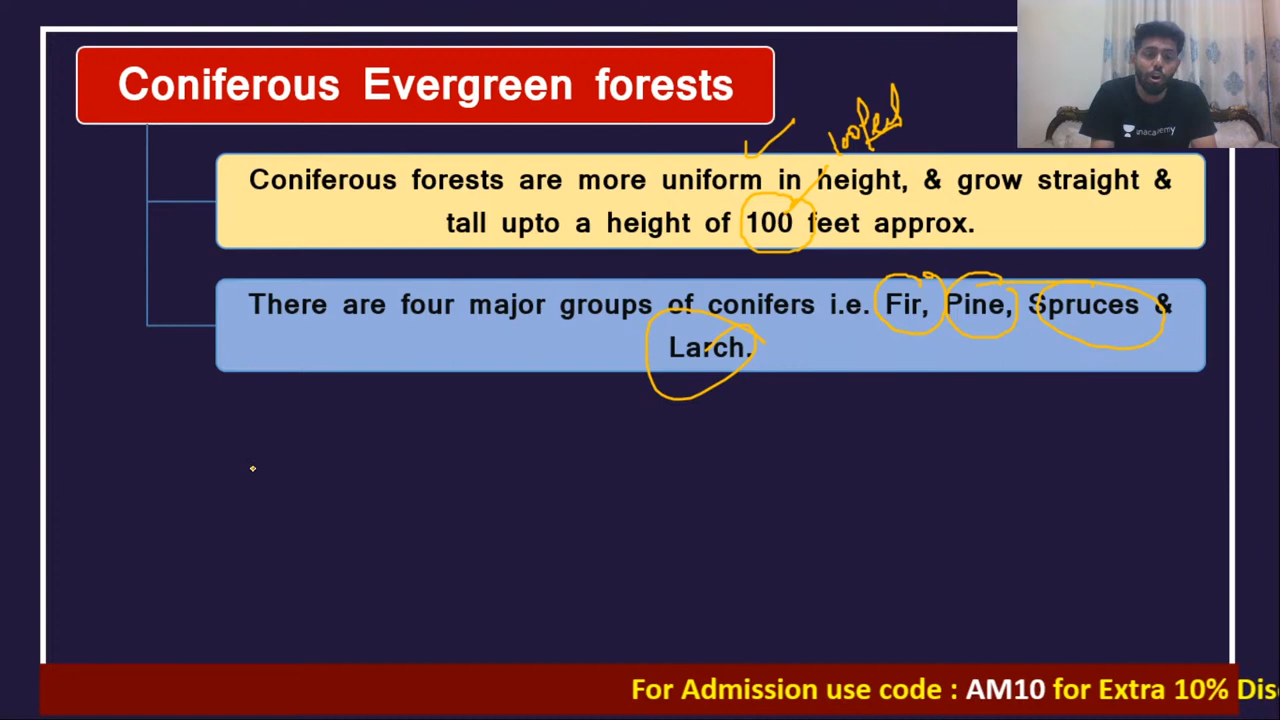 Coniferous Evergreen forests
100feet
Coniferous forests are more uniform in height, & grow straight &
tall upto a height of 100 feet approx.
There are four major groups of conifers i.e. Fir, Pine, Spruces &
Larch.
unacademy
For Admission use code : AM10 for Extra 10% Dis